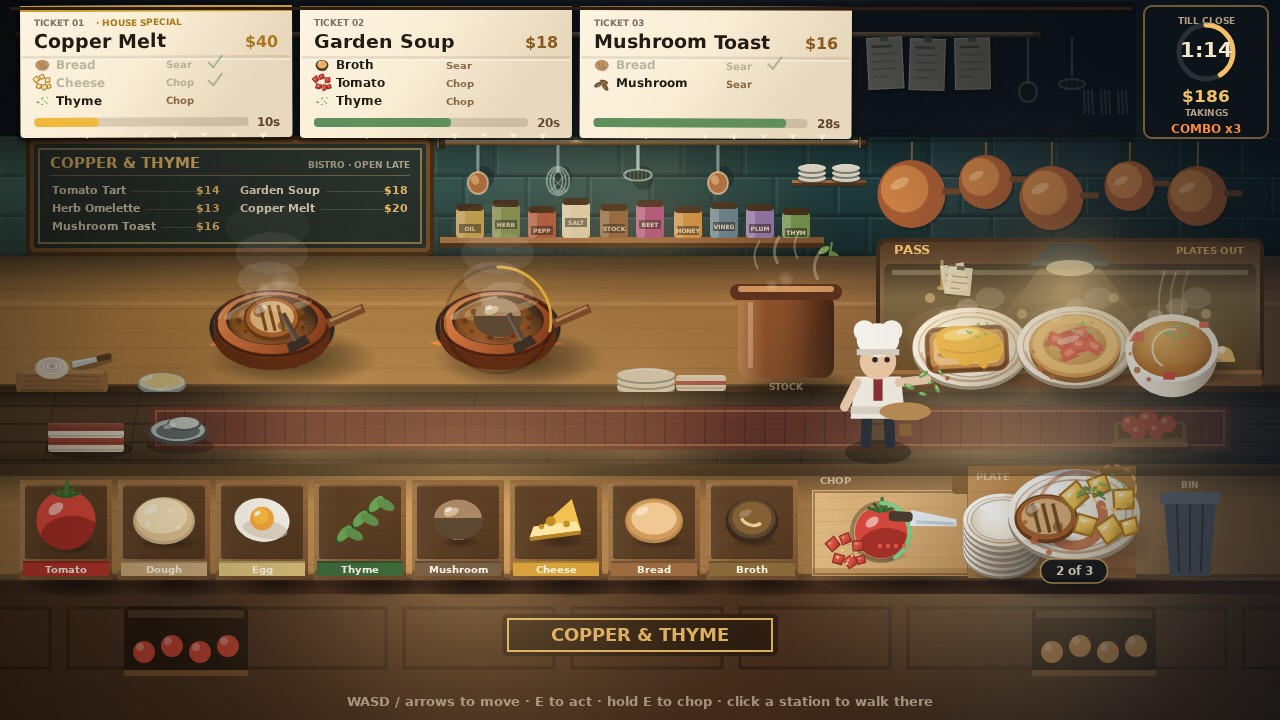 TICKET 01 · HOUSE SPECIAL
Copper Melt $40
Bread Sear
Cheese Chop
Thyme Chop
10s
TICKET 02
Garden Soup $18
Broth Sear
Tomato Chop
Thyme Chop
20s
TICKET 03
Mushroom Toast $16
Bread Sear
Mushroom Chop
28s
TILL CLOSE
1:14
$186
TAKINGS
COMBO x3
COPPER & THYME BISTRO · OPEN LATE
Tomato Tart $14 Garden Soup $18
Herb Omelette $13 Copper Melt $20
Mushroom Toast $16
OIL HERB PEPP SALT STOCK BEET HONEY VINEG PLUM THYM
PASS PLATES OUT
STOCK
CHOP PLATE BIN
Tomato Dough Egg Thyme Mushroom Cheese Bread Broth
2 of 3
COPPER & THYME
WASD / arrows to move · E to act · hold E to chop · click a station to walk there